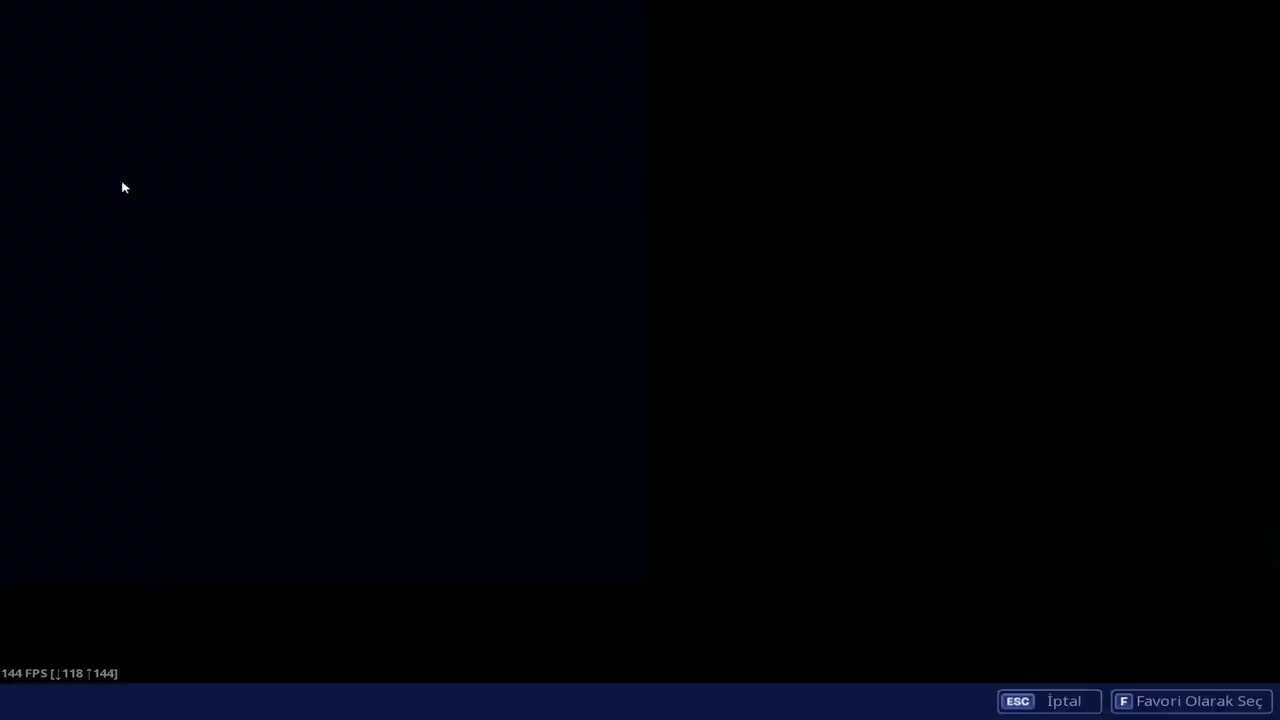 144 FPS [↓118 ↑144]
ESC İptal F Favori Olarak Seç